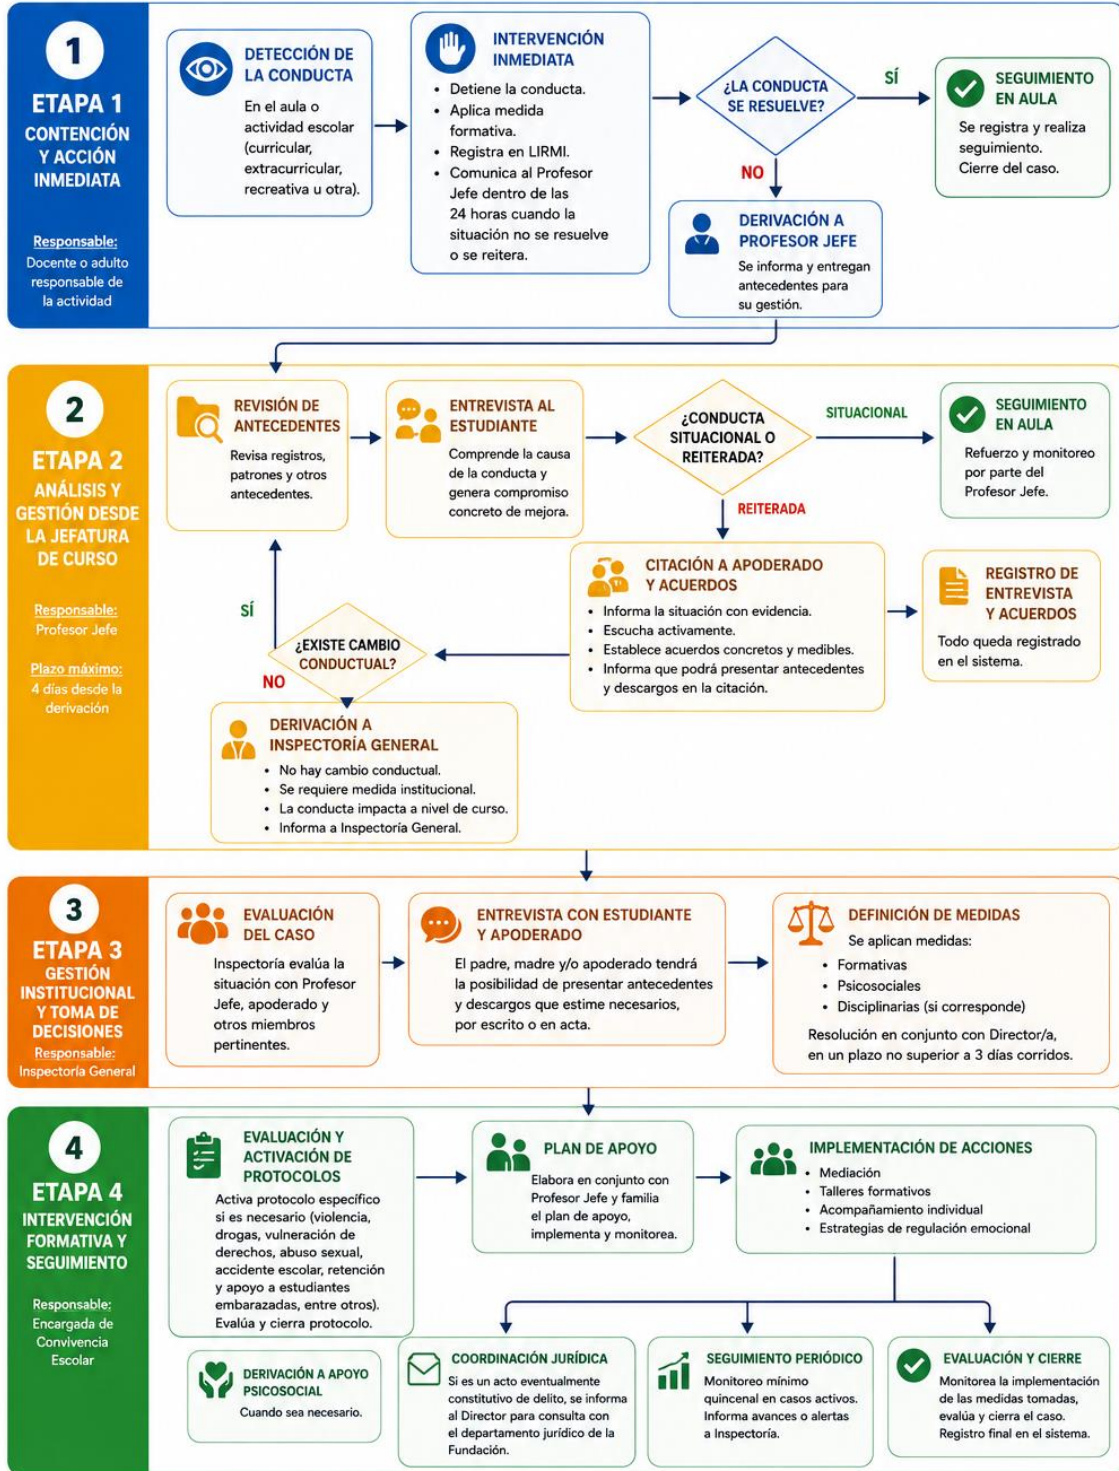 1
ETAPA 1
CONTENCIÓN
Y ACCIÓN
INMEDIATA
Responsable:
Docente o adulto
responsable de
la actividad
DETECCIÓN DE
LA CONDUCTA
En el aula o
actividad escolar
(curricular,
extracurricular,
recreativa u otra).
INTERVENCIÓN
INMEDIATA
• Detiene la conducta.
• Aplica medida
formativa.
• Registra en LIRMI.
• Comunica al Profesor
Jefe dentro de las
24 horas cuando la
situación no se resuelve
o se reitera.
¿LA CONDUCTA
SE RESUELVE?
SÍ
SEGUIMIENTO
EN AULA
Se registra y realiza
seguimiento.
Cierre del caso.
NO
DERIVACIÓN A
PROFESOR JEFE
Se informa y entregan
antecedentes para
su gestión.
2
ETAPA 2
ANÁLISIS Y
GESTIÓN DESDE
LA JEFATURA
DE CURSO
Responsable:
Profesor Jefe
Plazo máximo:
4 días desde la
derivación
REVISIÓN DE
ANTECEDENTES
Revisa registros,
patrones y otros
antecedentes.
ENTREVISTA AL
ESTUDIANTE
Comprende la causa
de la conducta y
genera compromiso
concreto de mejora.
¿CONDUCTA
SITUACIONAL O
REITERADA?
SITUACIONAL
SEGUIMIENTO
EN AULA
Refuerzo y monitoreo
por parte del
Profesor Jefe.
REITERADA
CITACIÓN A APODERADO
Y ACUERDOS
• Informa la situación con evidencia.
• Escucha activamente.
• Establece acuerdos concretos y medibles.
• Informa que podrá presentar antecedentes
y descargos en la citación.
REGISTRO DE
ENTREVISTA
Y ACUERDOS
Todo queda registrado
en el sistema.
¿EXISTE CAMBIO
CONDUCTUAL?
SÍ
NO
DERIVACIÓN A
INSPECTORÍA GENERAL
• No hay cambio conductual.
• Se requiere medida institucional.
• La conducta impacta a nivel de curso.
• Informa a Inspectoría General.
3
ETAPA 3
GESTIÓN
INSTITUCIONAL
Y TOMA DE
DECISIONES
Responsable:
Inspectoría General
EVALUACIÓN
DEL CASO
Inspectoría evalúa la
situación con Profesor
Jefe, apoderado y
otros miembros
pertinentes.
ENTREVISTA CON ESTUDIANTE
Y APODERADO
El padre, madre y/o apoderado tendrá
la posibilidad de presentar antecedentes
y descargos que estime necesarios,
por escrito o en acta.
DEFINICIÓN DE MEDIDAS
Se aplican medidas:
• Formativas
• Psicosociales
• Disciplinarias (si corresponde)
Resolución en conjunto con Director/a,
en un plazo no superior a 3 días corridos.
4
ETAPA 4
INTERVENCIÓN
FORMATIVA Y
SEGUIMIENTO
Responsable:
Encargada de
Convivencia
Escolar
EVALUACIÓN Y
ACTIVACIÓN DE
PROTOCOLOS
Activa protocolo específico
si es necesario (violencia,
drogas, vulneración de
derechos, abuso sexual,
accidente escolar, retención
y apoyo a estudiantes
embarazadas, entre otros).
Evalúa y cierra protocolo.
PLAN DE APOYO
Elabora en conjunto con
Profesor Jefe y familia
el plan de apoyo,
implementa y monitorea.
IMPLEMENTACIÓN DE ACCIONES
• Mediación
• Talleres formativos
• Acompañamiento individual
• Estrategias de regulación emocional
DERIVACIÓN A APOYO
PSICOSOCIAL
Cuando sea necesario.
COORDINACIÓN JURÍDICA
Si es un acto eventualmente
constitutivo de delito, se informa
al Director para consulta con
el departamento jurídico de la
Fundación.
SEGUIMIENTO PERIÓDICO
Monitoreo mínimo
quincenal en casos activos.
Informa avances o alertas
a Inspectoría.
EVALUACIÓN Y CIERRE
Monitorea la implementación
de las medidas tomadas,
evalúa y cierra el caso.
Registro final en el sistema.